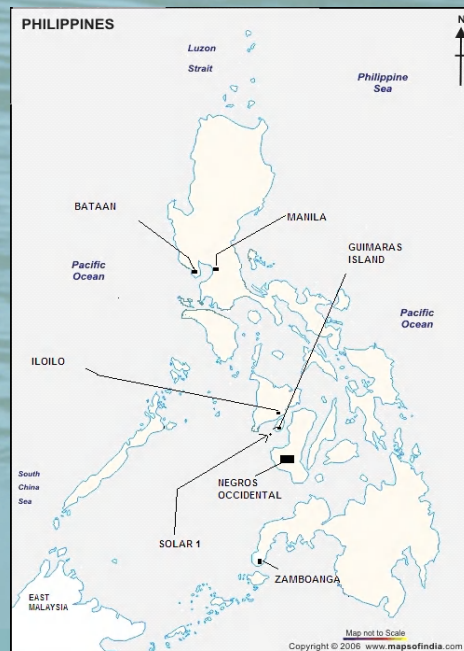 PHILIPPINES
N
Luzon
Strait
Philippine
Sea
BATAAN
MANILA
GUIMARAS
ISLAND
Pacific
Ocean
Pacific
Ocean
ILOILO
South
China
Sea
NEGROS
OCCIDENTAL
SOLAR 1
ZAMBOANGA
EAST
MALAYSIA
Map not to Scale
Copyright © 2006 www.mapsofindia.com